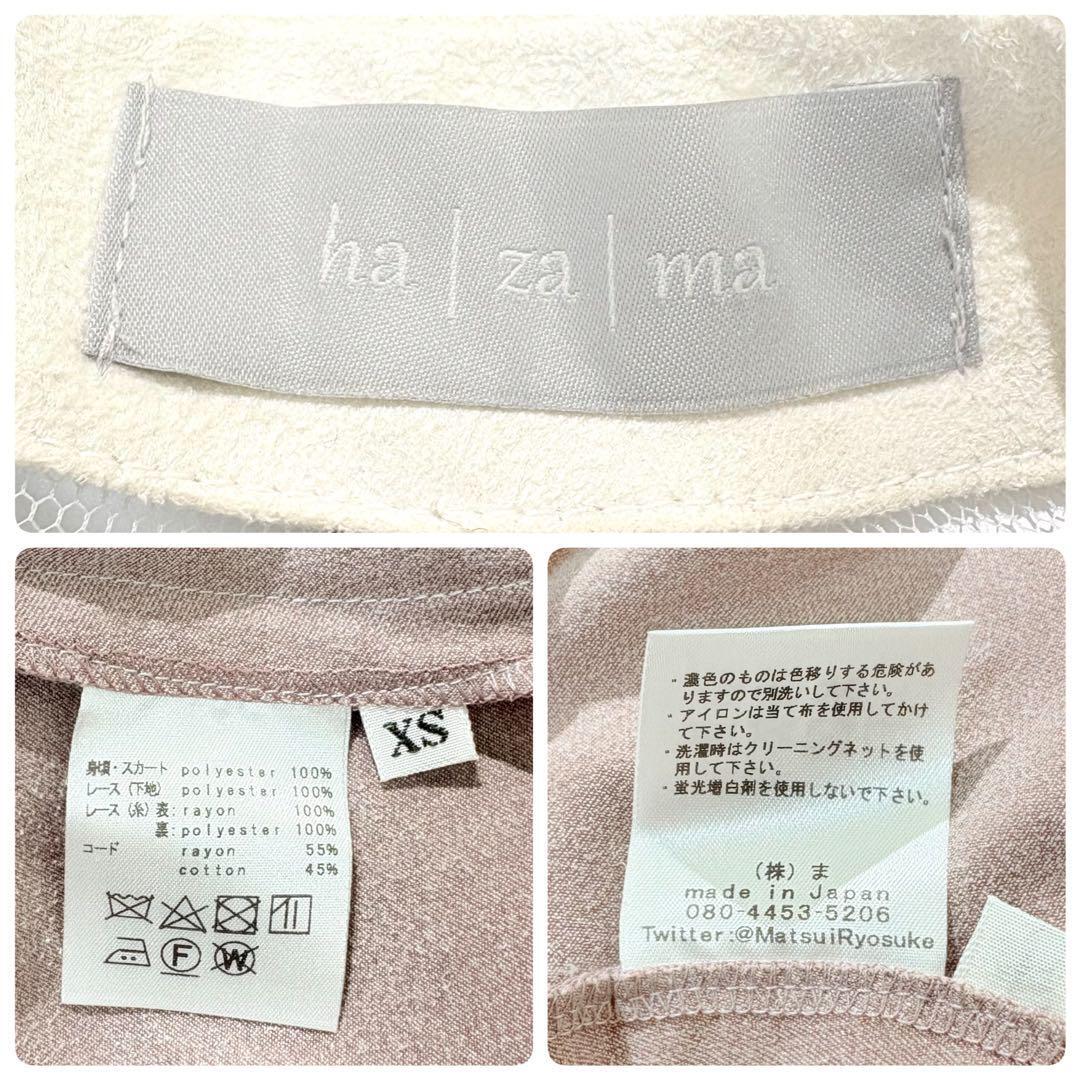 ha | za | ma
身頃・スカート polyester 100%
レース(下地) polyester 100%
レース(糸)表:rayon 100%
裏:polyester 100%
コード rayon 55%
cotton 45%
F W
XS
・濃色のものは色移りする危険があ
りますので別洗いして下さい。
・アイロンは当て布を使用してかけ
て下さい。
・洗濯時はクリーニングネットを使
用して下さい。
・蛍光増白剤を使用しないで下さい。
(株)ま
made in Japan
080-4453-5206
Twitter:@MatsuiRyosuke